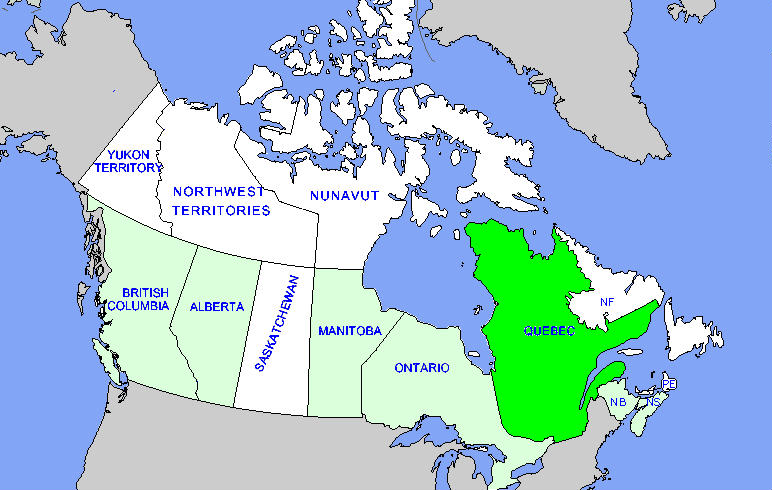 YUKON
TERRITORY
NORTHWEST
TERRITORIES
NUNAVUT
BRITISH
COLUMBIA
ALBERTA
SASKATCHEWAN
MANITOBA
ONTARIO
QUEBEC
NF
PE
NB
NS